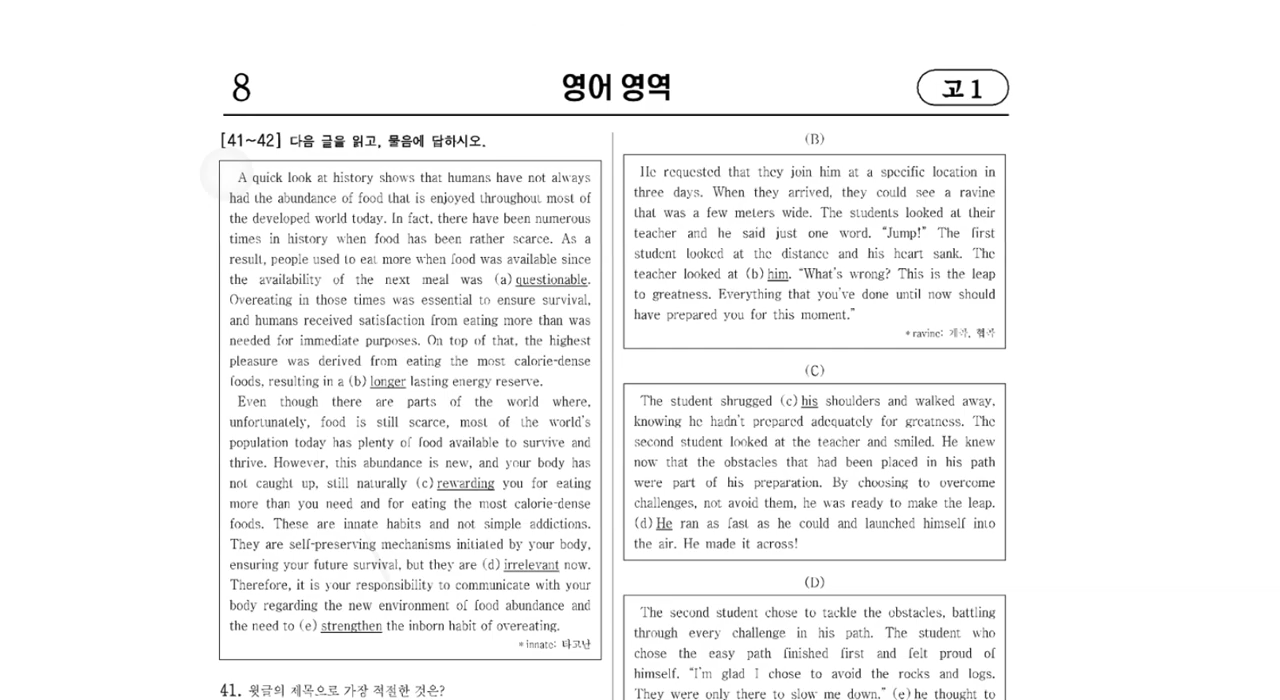 8
영어 영역
고 1
[41~42] 다음 글을 읽고, 물음에 답하시오.
A quick look at history shows that humans have not always
had the abundance of food that is enjoyed throughout most of
the developed world today. In fact, there have been numerous
times in history when food has been rather scarce. As a
result, people used to eat more when food was available since
the availability of the next meal was (a) questionable.
Overeating in those times was essential to ensure survival,
and humans received satisfaction from eating more than was
needed for immediate purposes. On top of that, the highest
pleasure was derived from eating the most calorie-dense
foods, resulting in a (b) longer lasting energy reserve.
Even though there are parts of the world where,
unfortunately, food is still scarce, most of the world's
population today has plenty of food available to survive and
thrive. However, this abundance is new, and your body has
not caught up, still naturally (c) rewarding you for eating
more than you need and for eating the most calorie-dense
foods. These are innate habits and not simple addictions.
They are self-preserving mechanisms initiated by your body,
ensuring your future survival, but they are (d) irrelevant now.
Therefore, it is your responsibility to communicate with your
body regarding the new environment of food abundance and
the need to (e) strengthen the inborn habit of overeating.
* innate: 타고난
41. 윗글의 제목으로 가장 적절한 것은?
(B)
He requested that they join him at a specific location in
three days. When they arrived, they could see a ravine
that was a few meters wide. The students looked at their
teacher and he said just one word. "Jump!" The first
student looked at the distance and his heart sank. The
teacher looked at (b) him. "What's wrong? This is the leap
to greatness. Everything that you've done until now should
have prepared you for this moment."
* ravine: 계곡, 협곡
(C)
The student shrugged (c) his shoulders and walked away,
knowing he hadn't prepared adequately for greatness. The
second student looked at the teacher and smiled. He knew
now that the obstacles that had been placed in his path
were part of his preparation. By choosing to overcome
challenges, not avoid them, he was ready to make the leap.
(d) He ran as fast as he could and launched himself into
the air. He made it across!
(D)
The second student chose to tackle the obstacles, battling
through every challenge in his path. The student who
chose the easy path finished first and felt proud of
himself. "I'm glad I chose to avoid the rocks and logs.
They were only there to slow me down." (e) he thought to